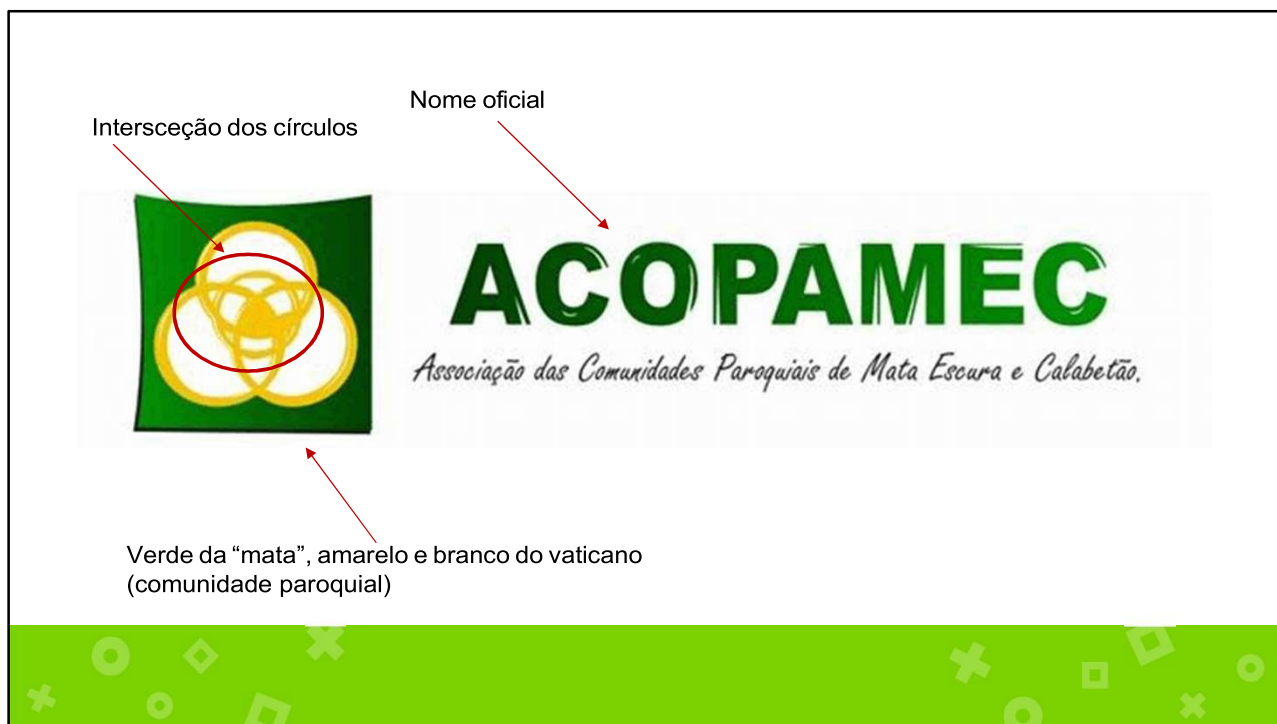 Nome oficial
Interseção dos círculos
ACOPAMEC
Associação das Comunidades Paroquiais de Mata Escura e Calabetão.
Verde da “mata”, amarelo e branco do vaticano
(comunidade paroquial)